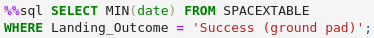 %%sql SELECT MIN(date) FROM SPACEXTABLE
WHERE Landing_Outcome = 'Success (ground pad)';